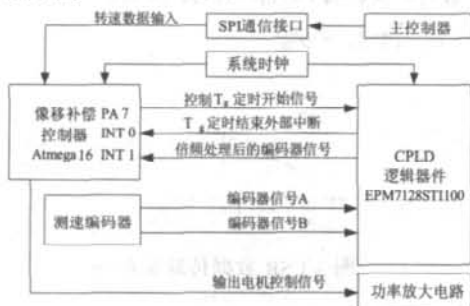 转速数据输入
SPI通信接口
主控制器
系统时钟
像移补偿 PA 7
控制器 INT 0
Atmega16 INT 1
控制T_g 定时开始信号
T_g 定时结束外部中断
倍频处理后的编码器信号
CPLD
逻辑器件
EPM7128STI100
测速编码器
编码器信号A
编码器信号B
输出电机控制信号
功率放大电路